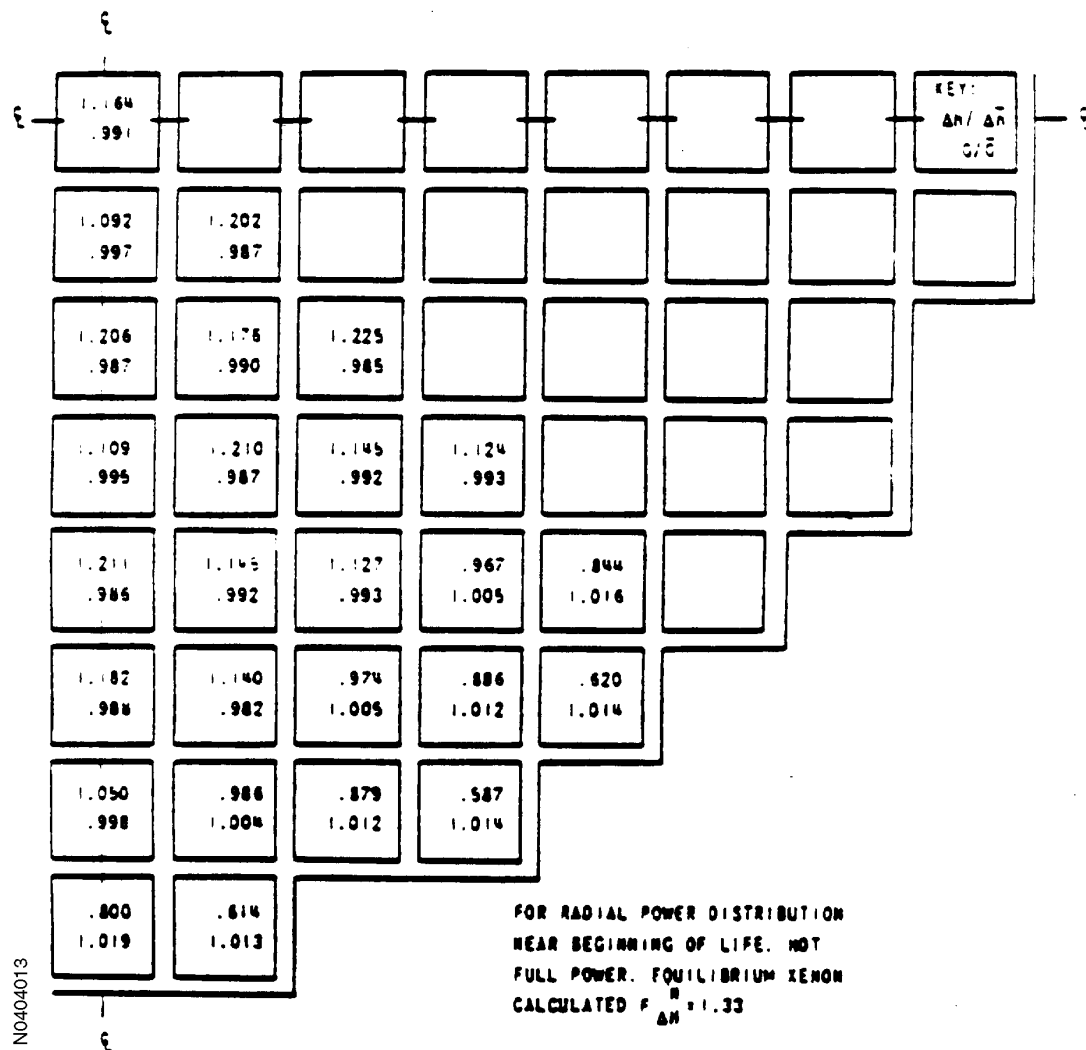 ℄
℄ ℄
1.164
.991
KEY:
ΔH/ ΔH̅
G/G̅
1.092 1.202
.997 .987
1.206 1.176 1.225
.987 .990 .985
1.109 1.210 1.145 1.124
.995 .987 .992 .993
1.211 1.145 1.127 .967 .844
.986 .992 .993 1.005 1.016
1.182 1.140 .974 .886 .620
.988 .982 1.005 1.012 1.014
1.050 .986 .879 .587
.998 1.004 1.012 1.014
.800 .614
1.019 1.013
FOR RADIAL POWER DISTRIBUTION
NEAR BEGINNING OF LIFE. HOT
FULL POWER. EQUILIBRIUM XENON
CALCULATED F N ΔH = 1.33
N0404013
℄